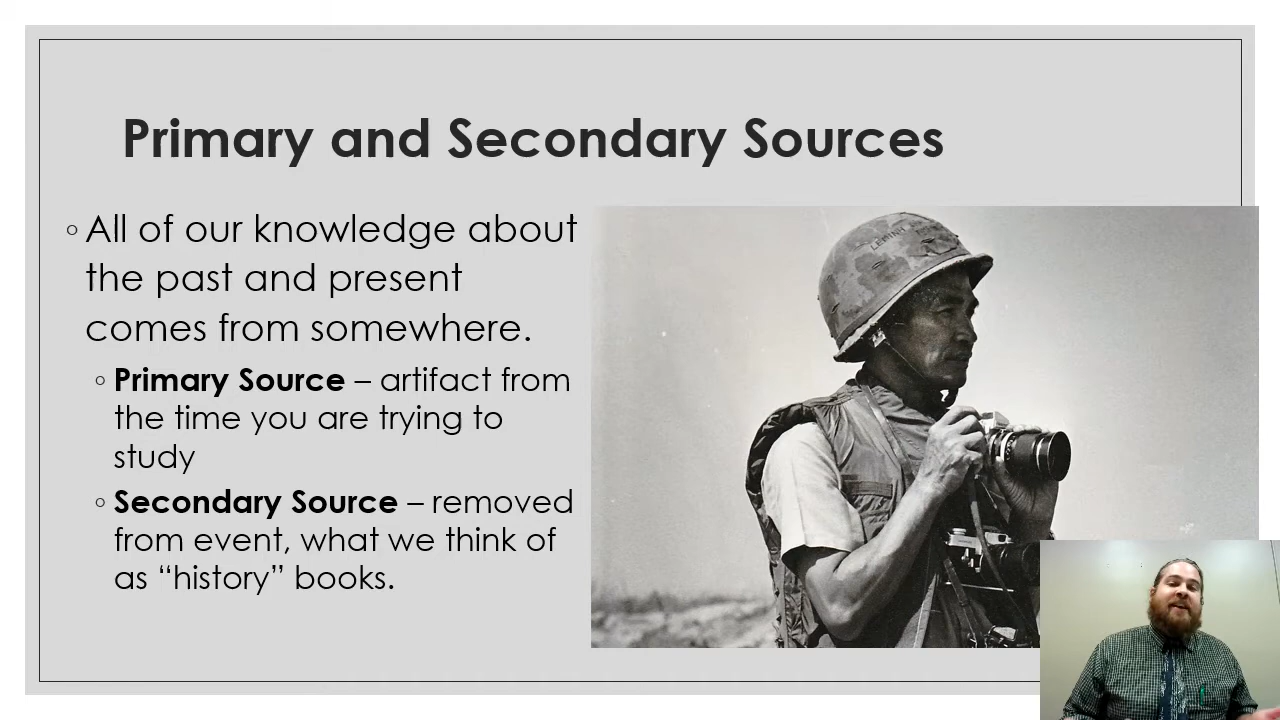 Primary and Secondary Sources
◦ All of our knowledge about
the past and present
comes from somewhere.
◦ Primary Source – artifact from
the time you are trying to
study
◦ Secondary Source – removed
from event, what we think of
as “history” books.